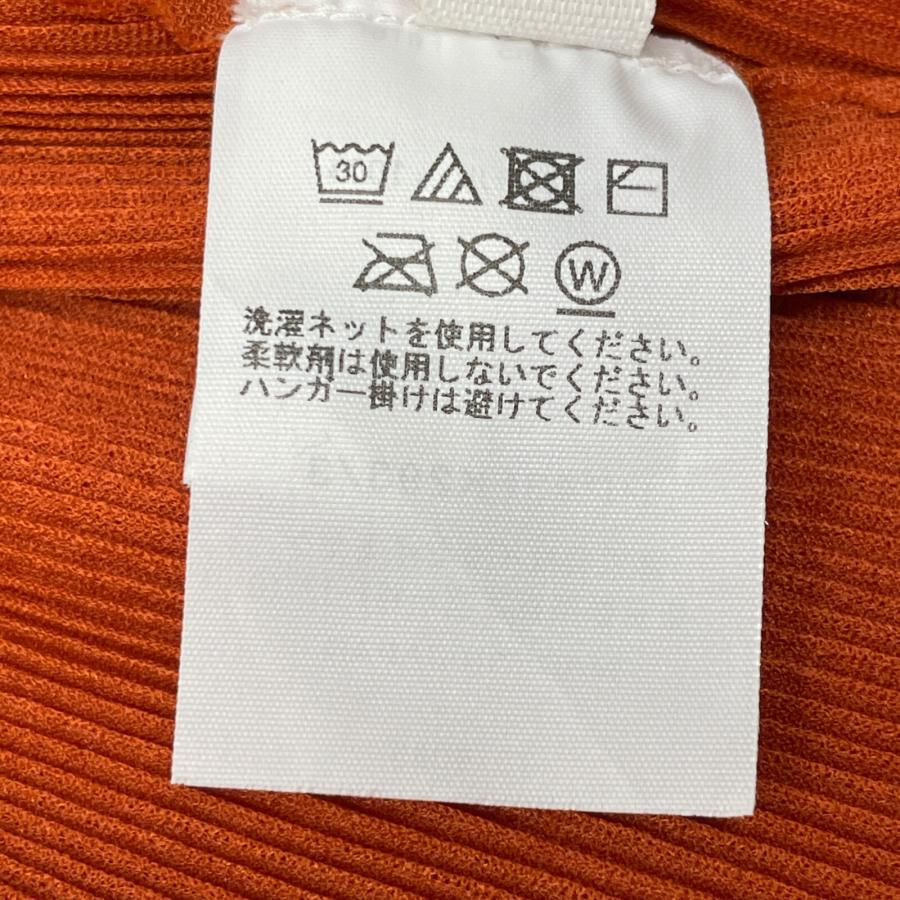 30
W
洗濯ネットを使用してください。
柔軟剤は使用しないでください。
ハンガー掛けは避けてください。